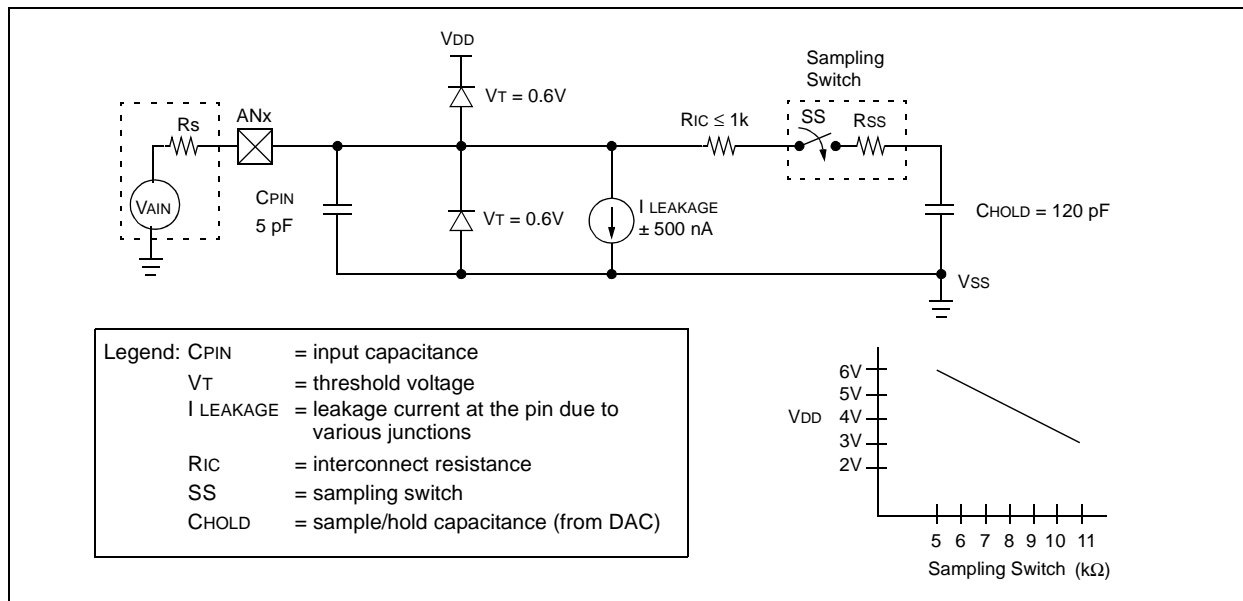 VDD
Sampling
Switch
VT = 0.6V
ANx
Rs
RIC ≤ 1k
SS
RSS
VAIN
CPIN
5 pF
VT = 0.6V
I LEAKAGE
± 500 nA
CHOLD = 120 pF
VSS
Legend: CPIN = input capacitance
VT = threshold voltage
I LEAKAGE = leakage current at the pin due to
various junctions
RIC = interconnect resistance
SS = sampling switch
CHOLD = sample/hold capacitance (from DAC)
6V
5V
VDD 4V
3V
2V
5 6 7 8 9 10 11
Sampling Switch (kΩ)